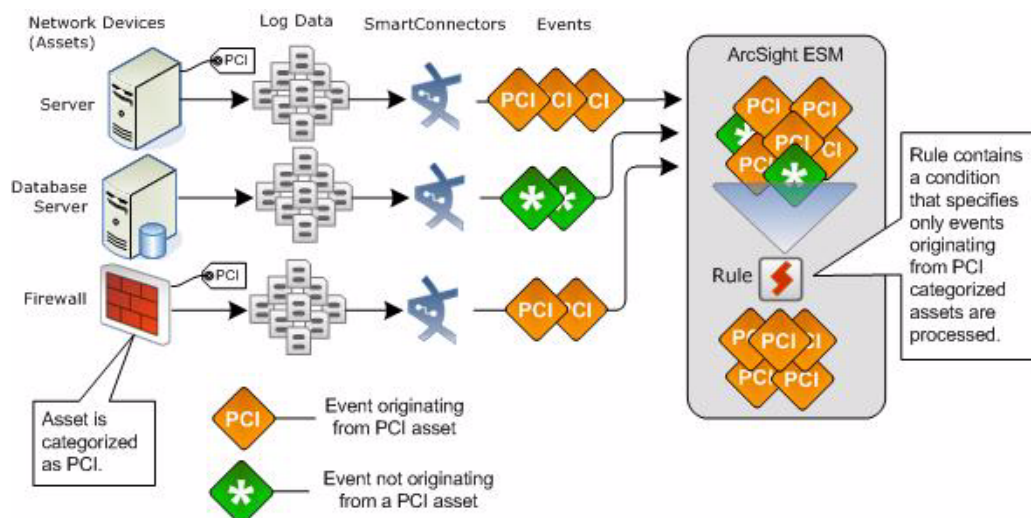 Network Devices
(Assets)
Log Data
SmartConnectors
Events
ArcSight ESM
PCI
Server
PCI
CI
CI
PCI
PCI
PCI
CI
PCI
*
*
Database
Server
*
*
Rule contains
a condition
that specifies
only events
originating
from PCI
categorized
assets are
processed.
PCI
Firewall
PCI
CI
Rule
PCI
PCI
CI
PCI
PCI
Asset is
categorized
as PCI.
PCI
Event originating
from PCI asset
*
Event not originating
from a PCI asset